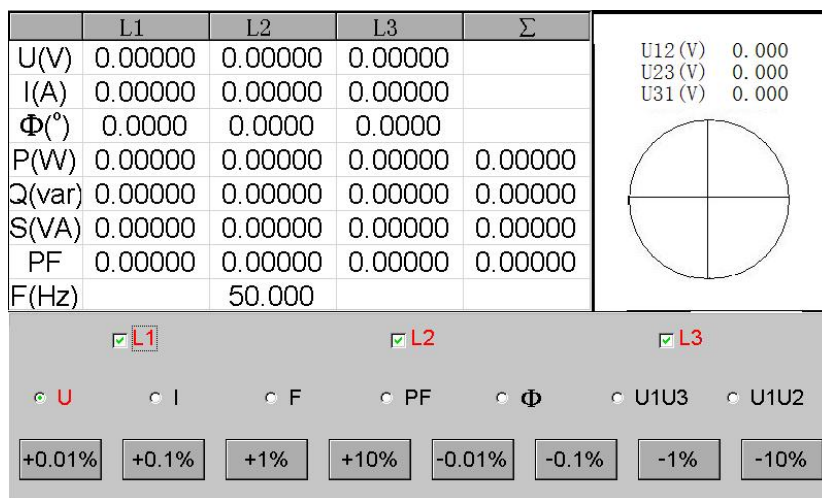 L1 L2 L3 Σ
U(V) 0.00000 0.00000 0.00000
I(A) 0.00000 0.00000 0.00000
Φ(°) 0.0000 0.0000 0.0000
P(W) 0.00000 0.00000 0.00000 0.00000
Q(var) 0.00000 0.00000 0.00000 0.00000
S(VA) 0.00000 0.00000 0.00000 0.00000
PF 0.00000 0.00000 0.00000 0.00000
F(Hz) 50.000
U12(V) 0.000
U23(V) 0.000
U31(V) 0.000
L1 L2 L3
U I F PF Φ U1U3 U1U2
+0.01% +0.1% +1% +10% -0.01% -0.1% -1% -10%